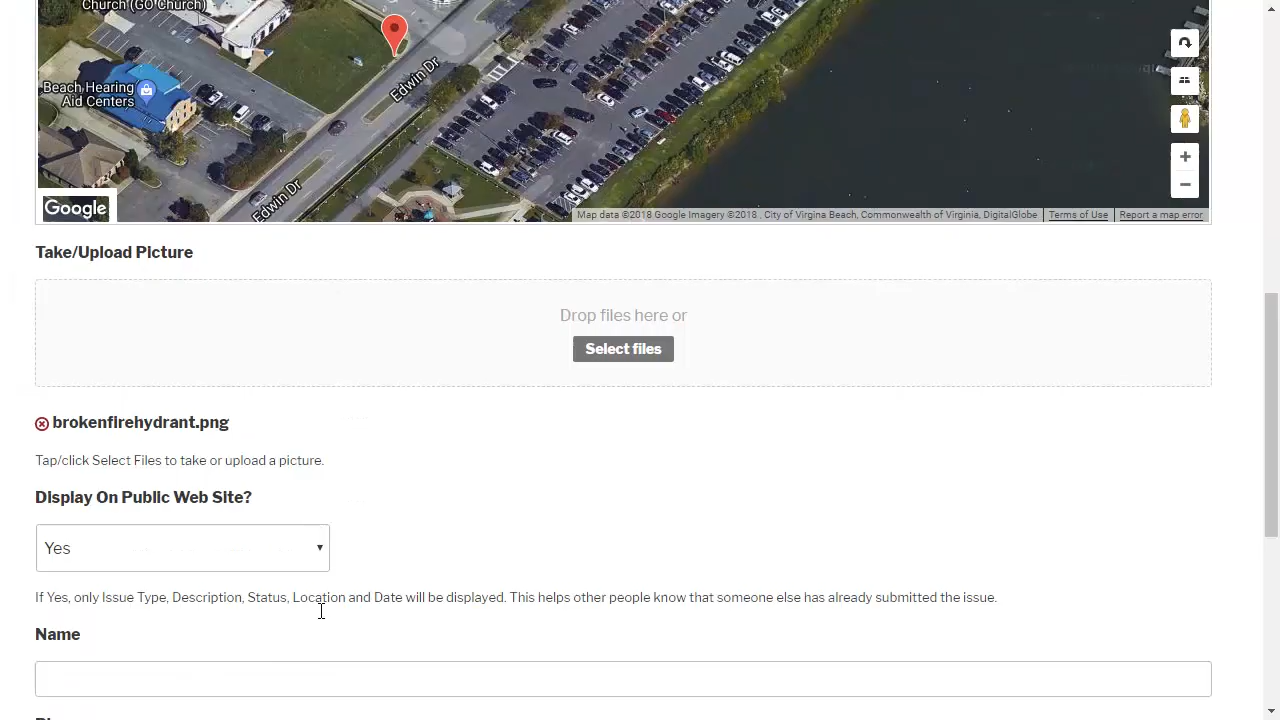 Church (GO Church)
Beach Hearing
Aid Centers
Edwin Dr
Edwin Dr
Google
Map data ©2018 Google Imagery ©2018 , City of Virgina Beach, Commonwealth of Virginia, DigitalGlobe
Terms of Use
Report a map error
Take/Upload Picture
Drop files here or
Select files
brokenfirehydrant.png
Tap/click Select Files to take or upload a picture.
Display On Public Web Site?
Yes
If Yes, only Issue Type, Description, Status, Location and Date will be displayed. This helps other people know that someone else has already submitted the issue.
Name